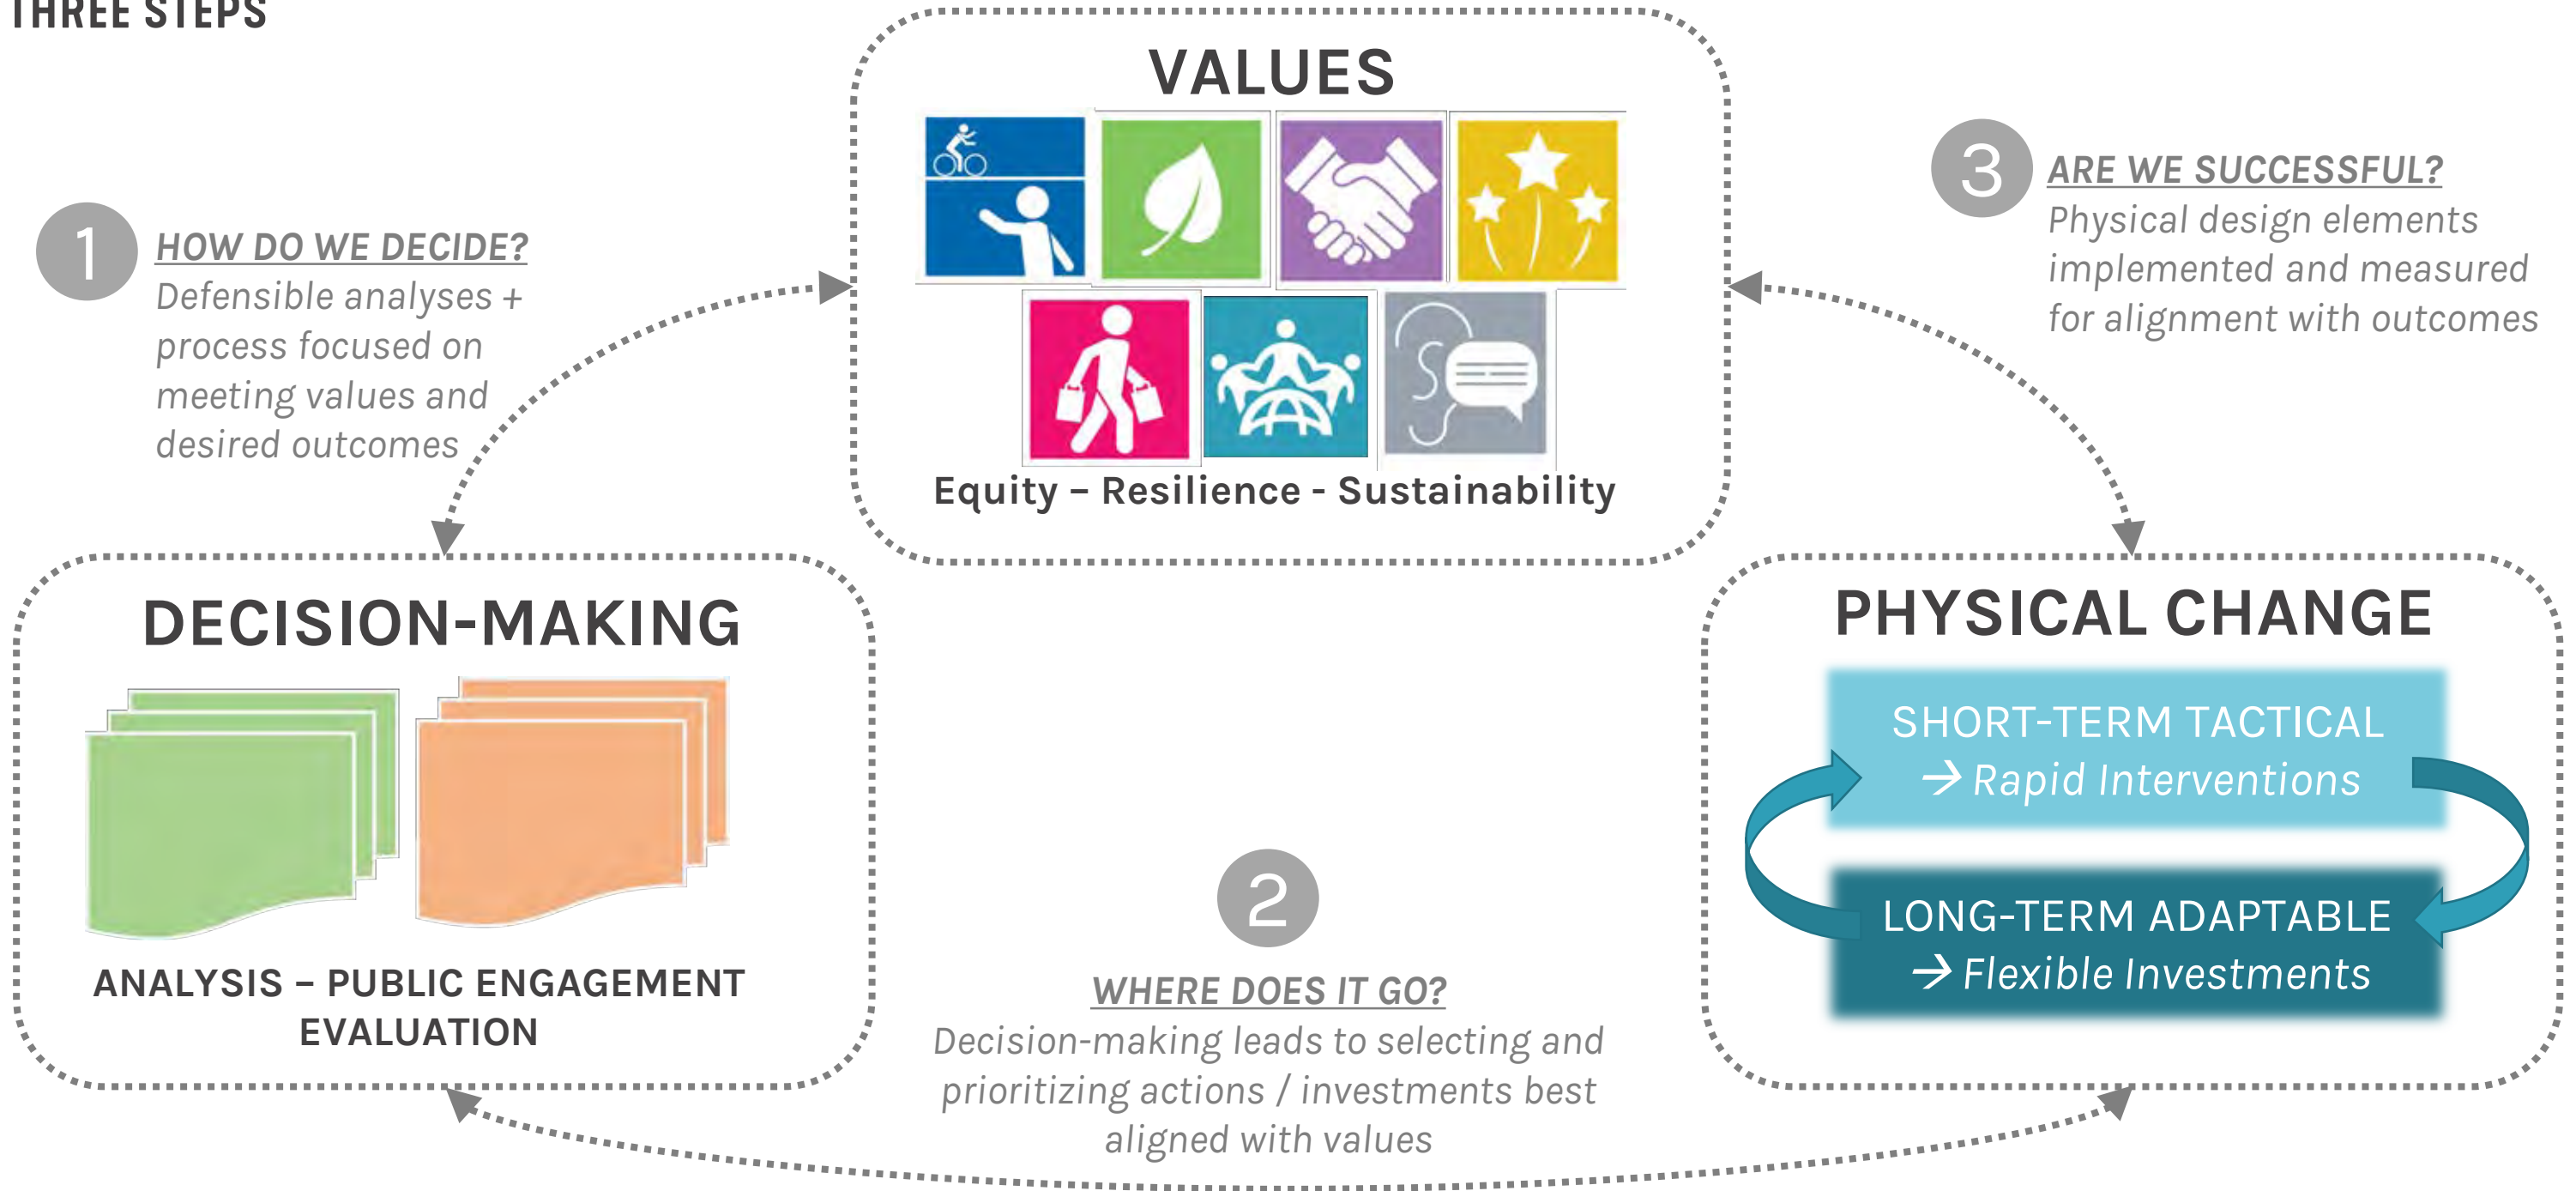 THREE STEPS
VALUES
Equity – Resilience - Sustainability
1
HOW DO WE DECIDE?
Defensible analyses +
process focused on
meeting values and
desired outcomes
3
ARE WE SUCCESSFUL?
Physical design elements
implemented and measured
for alignment with outcomes
DECISION-MAKING
ANALYSIS – PUBLIC ENGAGEMENT
EVALUATION
2
WHERE DOES IT GO?
Decision-making leads to selecting and
prioritizing actions / investments best
aligned with values
PHYSICAL CHANGE
SHORT-TERM TACTICAL
→ Rapid Interventions
LONG-TERM ADAPTABLE
→ Flexible Investments